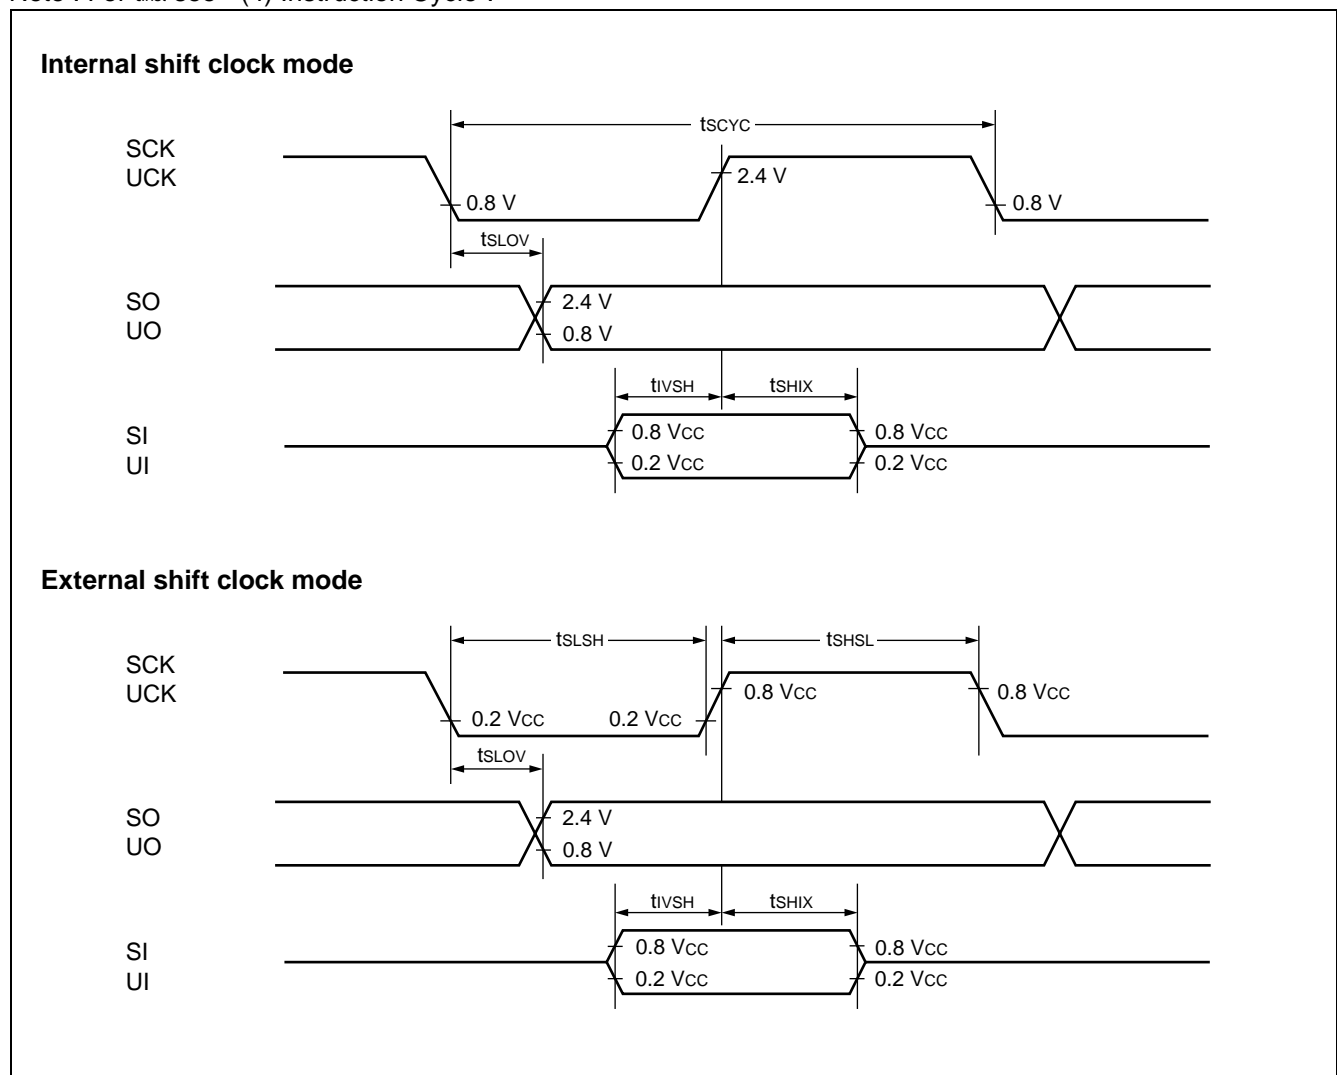 Internal shift clock mode
tSCYC
SCK
UCK
2.4 V
0.8 V
0.8 V
tSLOV
SO
UO
2.4 V
0.8 V
tIVSH
tSHIX
SI
UI
0.8 VCC
0.8 VCC
0.2 VCC
0.2 VCC
External shift clock mode
tSLSH
tSHSL
SCK
UCK
0.8 VCC
0.8 VCC
0.2 VCC
0.2 VCC
tSLOV
SO
UO
2.4 V
0.8 V
tIVSH
tSHIX
SI
UI
0.8 VCC
0.8 VCC
0.2 VCC
0.2 VCC